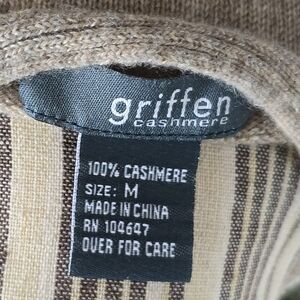 griffen
cashmere
100% CASHMERE
SIZE: M
MADE IN CHINA
RN 104647
OVER FOR CARE